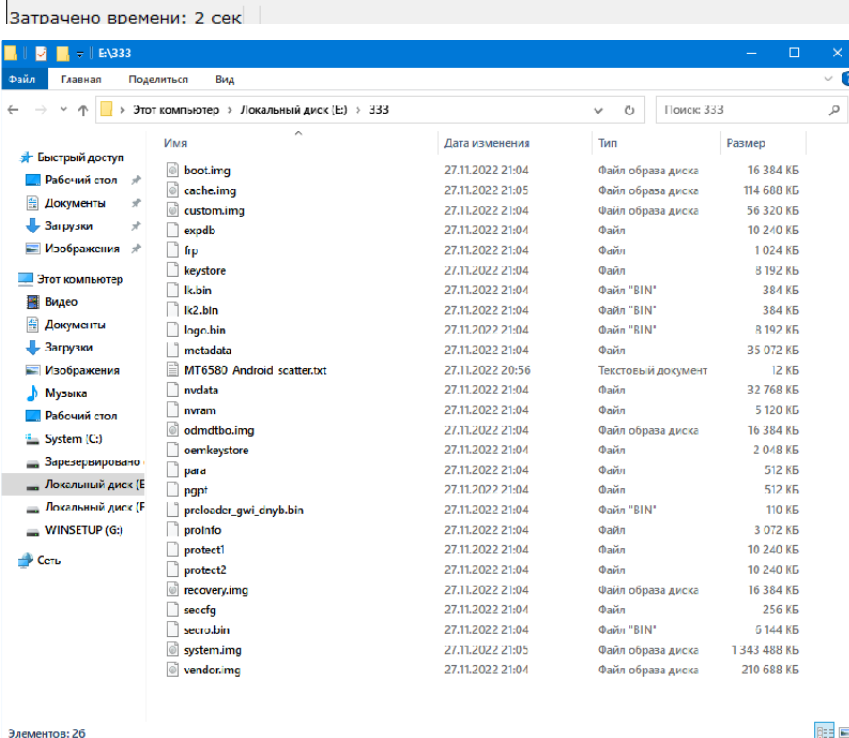 Затрачено времени: 2 сек
E:\333
Файл Главная Поделиться Вид
Этот компьютер › Локальный диск (E:) › 333 Поиск: 333
Имя Дата изменения Тип Размер
Быстрый доступ
Рабочий стол
Документы
Загрузки
Изображения
Этот компьютер
Видео
Документы
Загрузки
Изображения
Музыка
Рабочий стол
System (C:)
Зарезервировано
Локальный диск (E
Локальный диск (F
WINSETUP (G:)
Сеть
boot.img 27.11.2022 21:04 Файл образа диска 16 384 КБ
cache.img 27.11.2022 21:05 Файл образа диска 114 688 КБ
custom.img 27.11.2022 21:04 Файл образа диска 56 320 КБ
expdb 27.11.2022 21:04 Файл 10 240 КБ
frp 27.11.2022 21:04 Файл 1 024 КБ
keystore 27.11.2022 21:04 Файл 8 192 КБ
lk.bin 27.11.2022 21:04 Файл "BIN" 384 КБ
lk2.bin 27.11.2022 21:04 Файл "BIN" 384 КБ
logo.bin 27.11.2022 21:04 Файл "BIN" 8 192 КБ
metadata 27.11.2022 21:04 Файл 35 072 КБ
MT6580_Android_scatter.txt 27.11.2022 20:56 Текстовый документ 12 КБ
nvdata 27.11.2022 21:04 Файл 32 768 КБ
nvram 27.11.2022 21:04 Файл 5 120 КБ
odmdtbo.img 27.11.2022 21:04 Файл образа диска 16 384 КБ
oemkeystore 27.11.2022 21:04 Файл 2 048 КБ
para 27.11.2022 21:04 Файл 512 КБ
pgpt 27.11.2022 21:04 Файл 512 КБ
preloader_gwi_dnyb.bin 27.11.2022 21:04 Файл "BIN" 110 КБ
proinfo 27.11.2022 21:04 Файл 3 072 КБ
protect1 27.11.2022 21:04 Файл 10 240 КБ
protect2 27.11.2022 21:04 Файл 10 240 КБ
recovery.img 27.11.2022 21:04 Файл образа диска 16 384 КБ
seccfg 27.11.2022 21:04 Файл 256 КБ
secro.bin 27.11.2022 21:04 Файл "BIN" 6 144 КБ
system.img 27.11.2022 21:05 Файл образа диска 1 343 488 КБ
vendor.img 27.11.2022 21:04 Файл образа диска 210 688 КБ
Элементов: 26